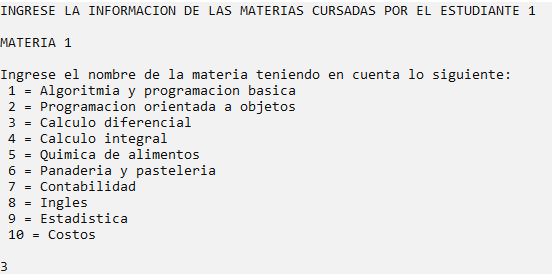 INGRESE LA INFORMACION DE LAS MATERIAS CURSADAS POR EL ESTUDIANTE 1
MATERIA 1
Ingrese el nombre de la materia teniendo en cuenta lo siguiente:
1 = Algoritmia y programacion basica
2 = Programacion orientada a objetos
3 = Calculo diferencial
4 = Calculo integral
5 = Quimica de alimentos
6 = Panaderia y pasteleria
7 = Contabilidad
8 = Ingles
9 = Estadistica
10 = Costos
3